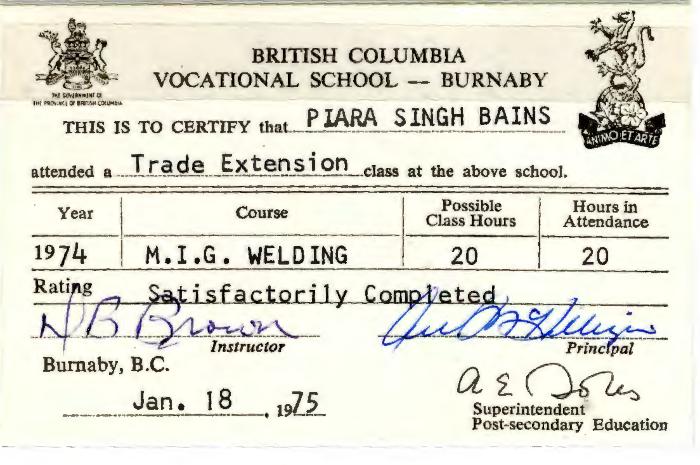 BRITISH COLUMBIA
VOCATIONAL SCHOOL — BURNABY
THE GOVERNMENT OF
THE PROVINCE OF BRITISH COLUMBIA
ANIMO ET ARTE
THIS IS TO CERTIFY that PIARA SINGH BAINS
attended a Trade Extension class at the above school.
Year Course Possible Class Hours Hours in Attendance
1974 M.I.G. WELDING 20 20
Rating Satisfactorily Completed
D B Brown
Instructor Principal
Burnaby, B.C.
A E
Jan. 18, 1975
Superintendent
Post-secondary Education